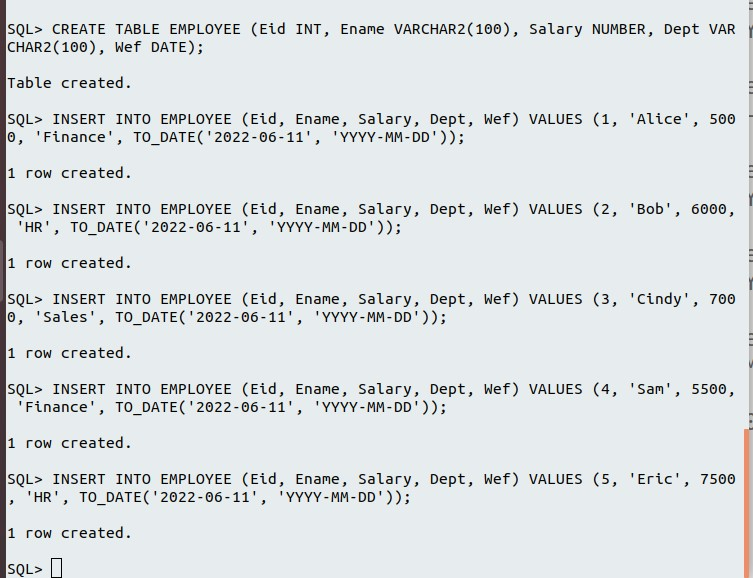 SQL> CREATE TABLE EMPLOYEE (Eid INT, Ename VARCHAR2(100), Salary NUMBER, Dept VAR
CHAR2(100), Wef DATE);
Table created.
SQL> INSERT INTO EMPLOYEE (Eid, Ename, Salary, Dept, Wef) VALUES (1, 'Alice', 500
0, 'Finance', TO_DATE('2022-06-11', 'YYYY-MM-DD'));
1 row created.
SQL> INSERT INTO EMPLOYEE (Eid, Ename, Salary, Dept, Wef) VALUES (2, 'Bob', 6000,
 'HR', TO_DATE('2022-06-11', 'YYYY-MM-DD'));
1 row created.
SQL> INSERT INTO EMPLOYEE (Eid, Ename, Salary, Dept, Wef) VALUES (3, 'Cindy', 700
0, 'Sales', TO_DATE('2022-06-11', 'YYYY-MM-DD'));
1 row created.
SQL> INSERT INTO EMPLOYEE (Eid, Ename, Salary, Dept, Wef) VALUES (4, 'Sam', 5500,
 'Finance', TO_DATE('2022-06-11', 'YYYY-MM-DD'));
1 row created.
SQL> INSERT INTO EMPLOYEE (Eid, Ename, Salary, Dept, Wef) VALUES (5, 'Eric', 7500
, 'HR', TO_DATE('2022-06-11', 'YYYY-MM-DD'));
1 row created.
SQL>